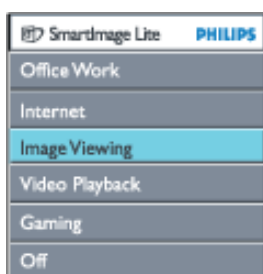 SmartImage Lite PHILIPS
Office Work
Internet
Image Viewing
Video Playback
Gaming
Off